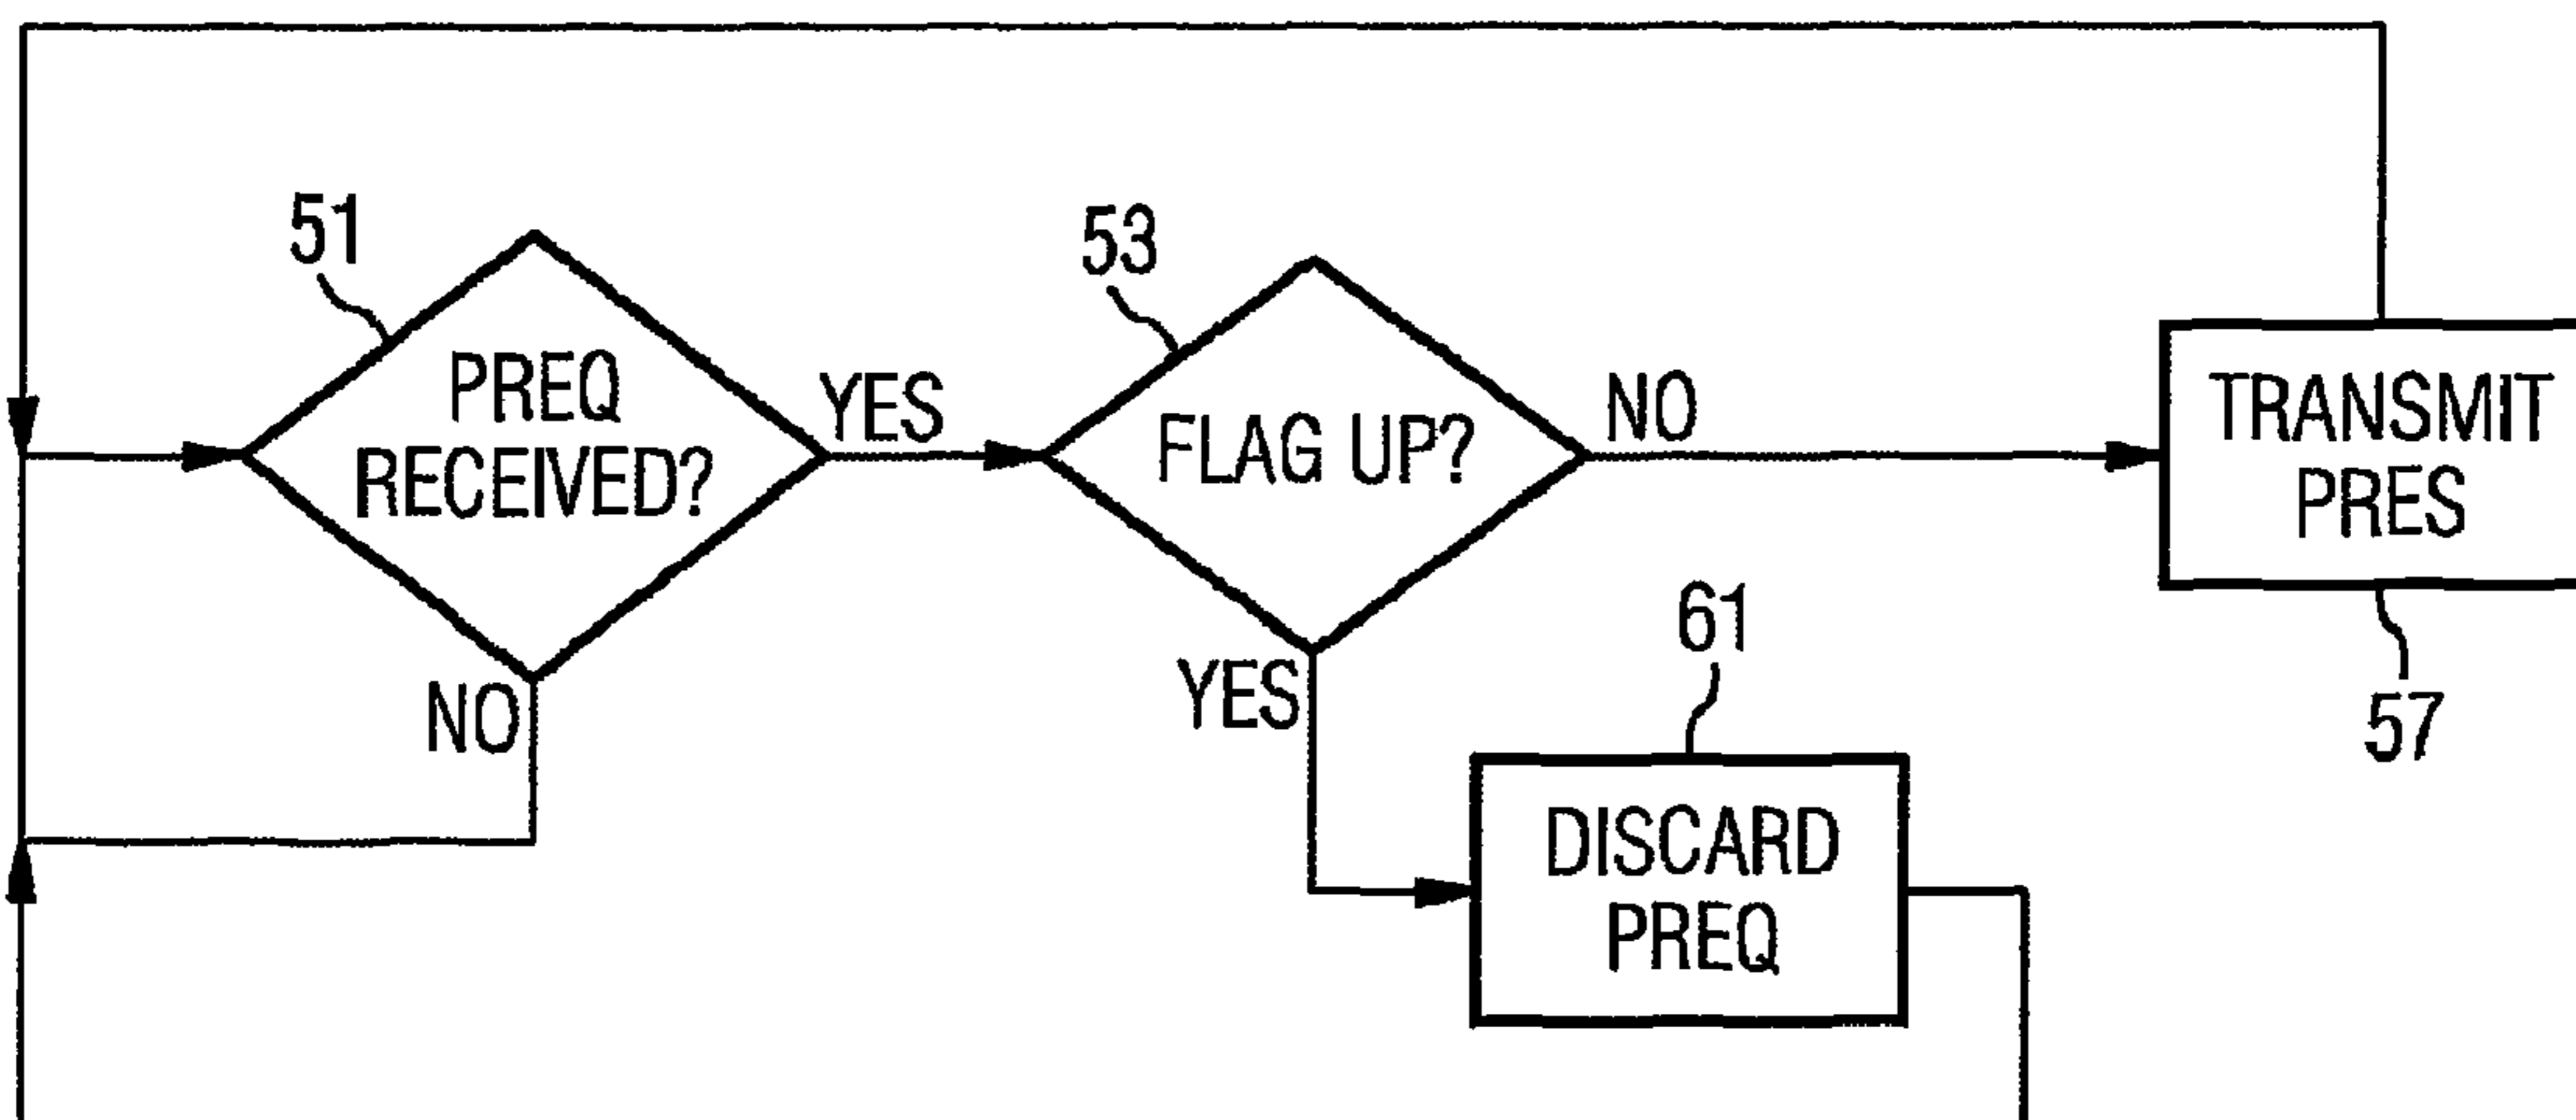 51
PREQ
RECEIVED?
YES
NO
53
FLAG UP?
NO
YES
TRANSMIT
PRES
57
61
DISCARD
PREQ